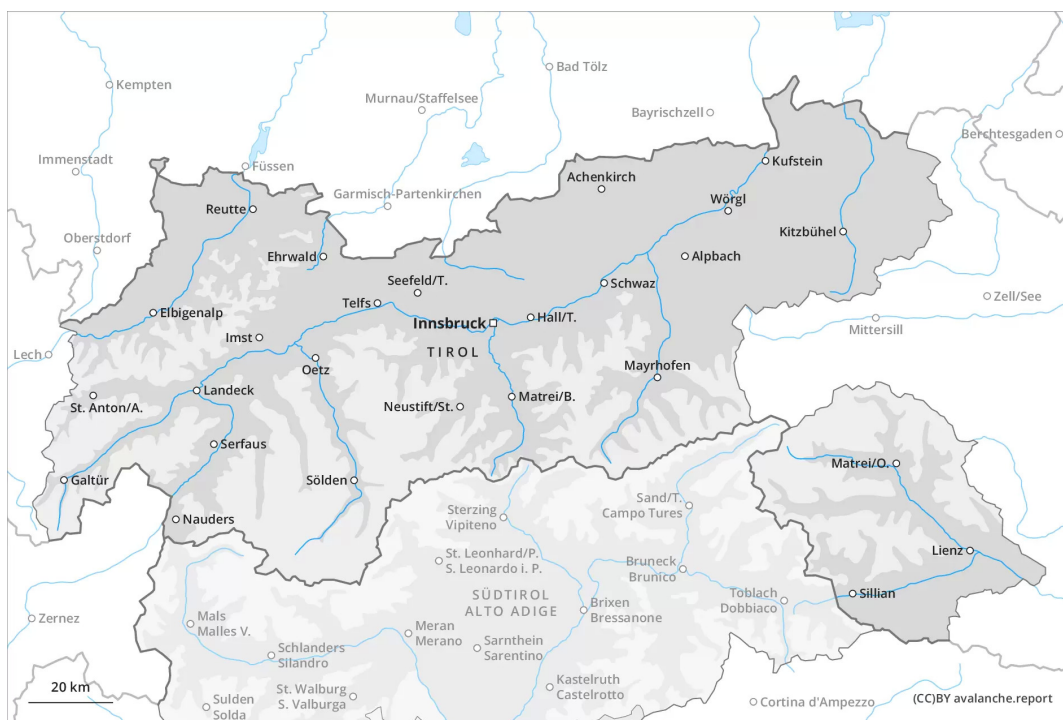 Bad Tölz
Kempten
Murnau/Staffelsee
Bayrischzell
Berchtesgaden
Immenstadt
Füssen
Kufstein
Achenkirch
Garmisch-Partenkirchen
Wörgl
Reutte
Kitzbühel
Oberstdorf
Ehrwald
Alpbach
Seefeld/T.
Schwaz
Zell/See
Telfs
Elbigenalp
Hall/T.
Innsbruck
Mittersill
Imst
TIROL
Lech
Oetz
Mayrhofen
Landeck
St. Anton/A.
Neustift/St.
Matrei/B.
Serfaus
Matrei/O.
Galtür
Sölden
Sand/T.
Campo Tures
Sterzing
Vipiteno
Nauders
St. Leonhard/P.
S. Leonardo i. P.
Lienz
Bruneck
Brunico
SÜDTIROL
ALTO ADIGE
Sillian
Toblach
Dobbiaco
Brixen
Bressanone
Zernez
Mals
Malles V.
Meran
Merano
Sarnthein
Sarentino
Schlanders
Silandro
20 km
St. Walburg
S. Valburga
Kastelruth
Castelrotto
Sulden
Solda
Cortina d'Ampezzo
(CC)BY avalanche.report